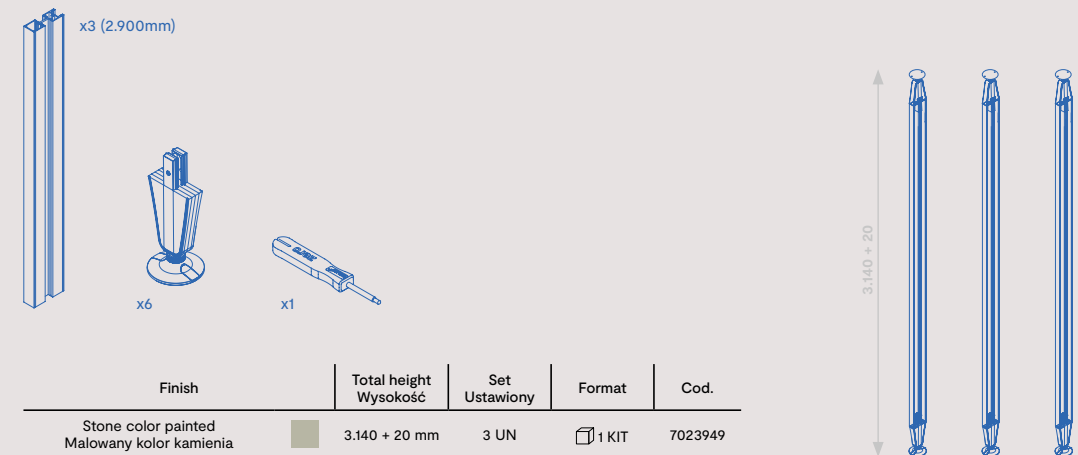 x3 (2.900mm)
x6
x1
3.140 + 20
Finish
Total height
Wysokość
Set
Ustawiony
Format
Cod.
Stone color painted
Malowany kolor kamienia
3.140 + 20 mm
3 UN
1 KIT
7023949